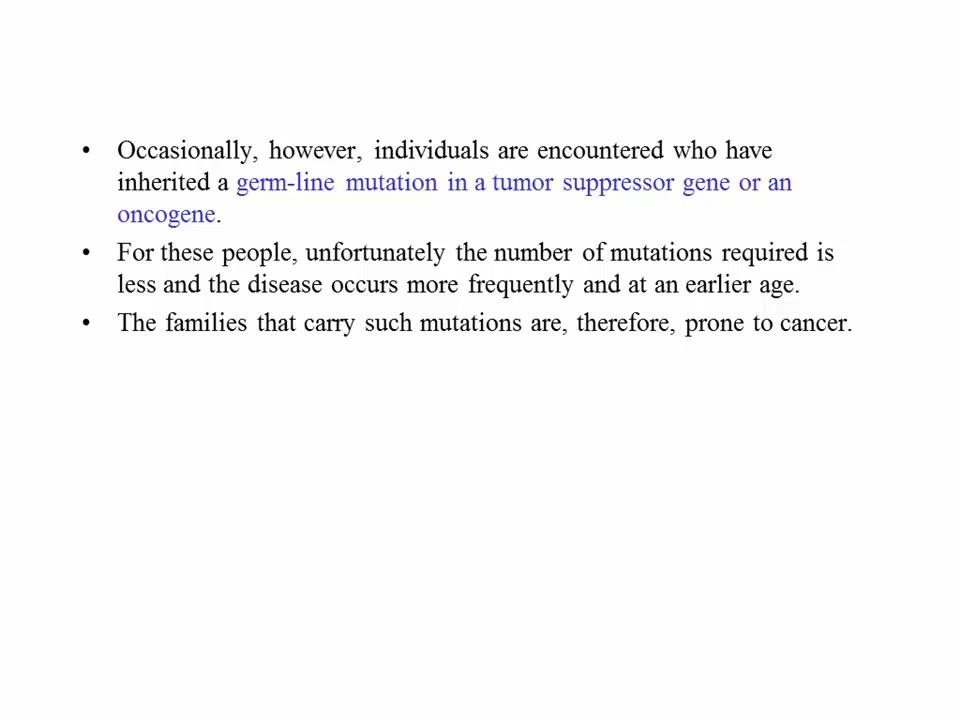 • Occasionally, however, individuals are encountered who have
inherited a germ-line mutation in a tumor suppressor gene or an
oncogene.
• For these people, unfortunately the number of mutations required is
less and the disease occurs more frequently and at an earlier age.
• The families that carry such mutations are, therefore, prone to cancer.